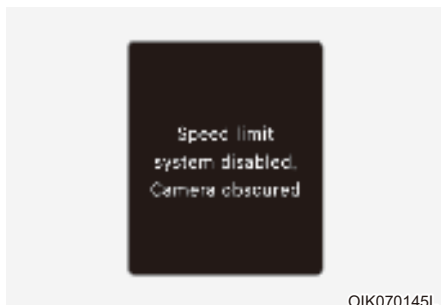 Speed limit
system disabled.
Camera obscured
OIK070145L